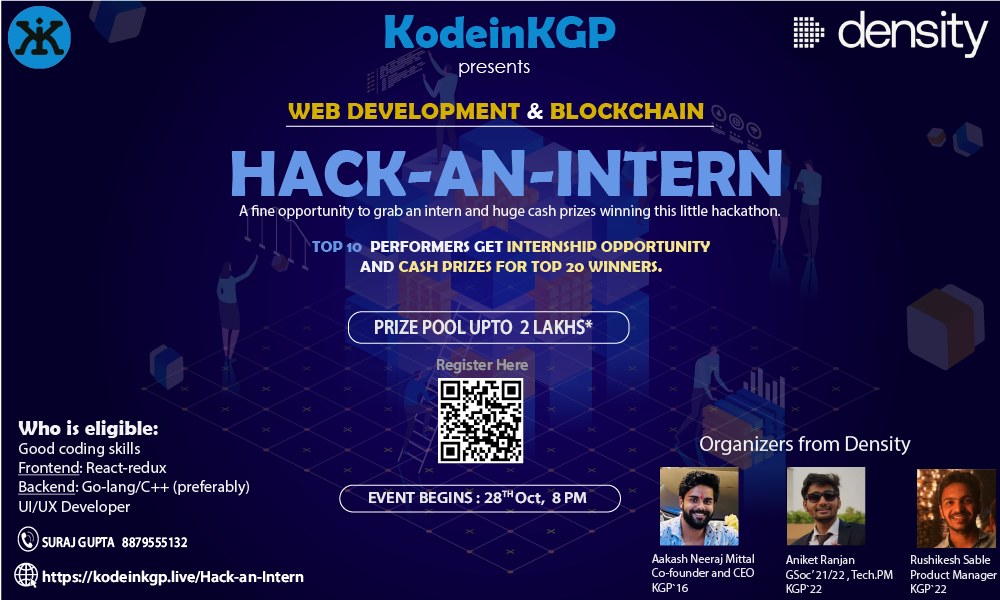 KodeinKGP
density
presents
WEB DEVELOPMENT & BLOCKCHAIN
HACK-AN-INTERN
A fine opportunity to grab an intern and huge cash prizes winning this little hackathon.
TOP 10 PERFORMERS GET INTERNSHIP OPPORTUNITY
AND CASH PRIZES FOR TOP 20 WINNERS.
PRIZE POOL UPTO 2 LAKHS*
Register Here
Who is eligible:
Good coding skills
Frontend: React-redux
Backend: Go-lang/C++ (preferably)
UI/UX Developer
SURAJ GUPTA 8879555132
https://kodeinkgp.live/Hack-an-Intern
EVENT BEGINS : 28TH Oct, 8 PM
Organizers from Density
Aakash Neeraj Mittal
Co-founder and CEO
KGP`16
Aniket Ranjan
GSoc’ 21/22 , Tech.PM
KGP`22
Rushikesh Sable
Product Manager
KGP`22